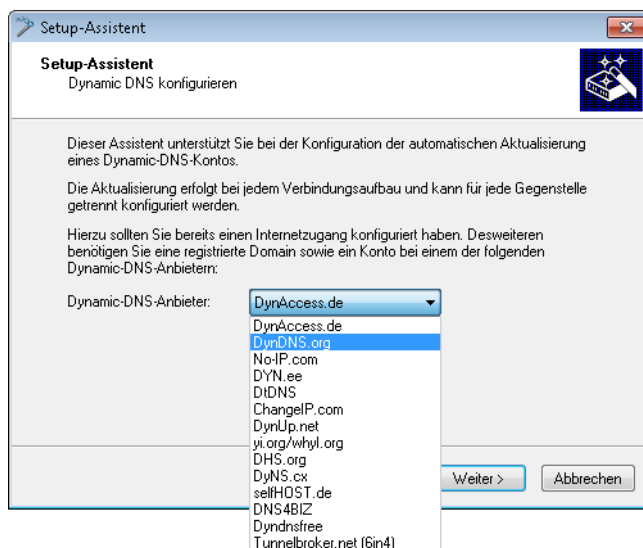 Setup-Assistent
Setup-Assistent
Dynamic DNS konfigurieren
Dieser Assistent unterstützt Sie bei der Konfiguration der automatischen Aktualisierung
eines Dynamic-DNS-Kontos.
Die Aktualisierung erfolgt bei jedem Verbindungsaufbau und kann für jede Gegenstelle
getrennt konfiguriert werden.
Hierzu sollten Sie bereits einen Internetzugang konfiguriert haben. Desweiteren
benötigen Sie eine registrierte Domain sowie ein Konto bei einem der folgenden
Dynamic-DNS-Anbietern:
Dynamic-DNS-Anbieter: DynAccess.de
DynAccess.de
DynDNS.org
No-IP.com
DYN.ee
DtDNS
ChangeIP.com
DynUp.net
yi.org/whyI.org
DHS.org
DyNS.cx
selfHOST.de
DNS4BIZ
Dyndnsfree
Tunnelbroker.net (6in4)
Weiter >
Abbrechen